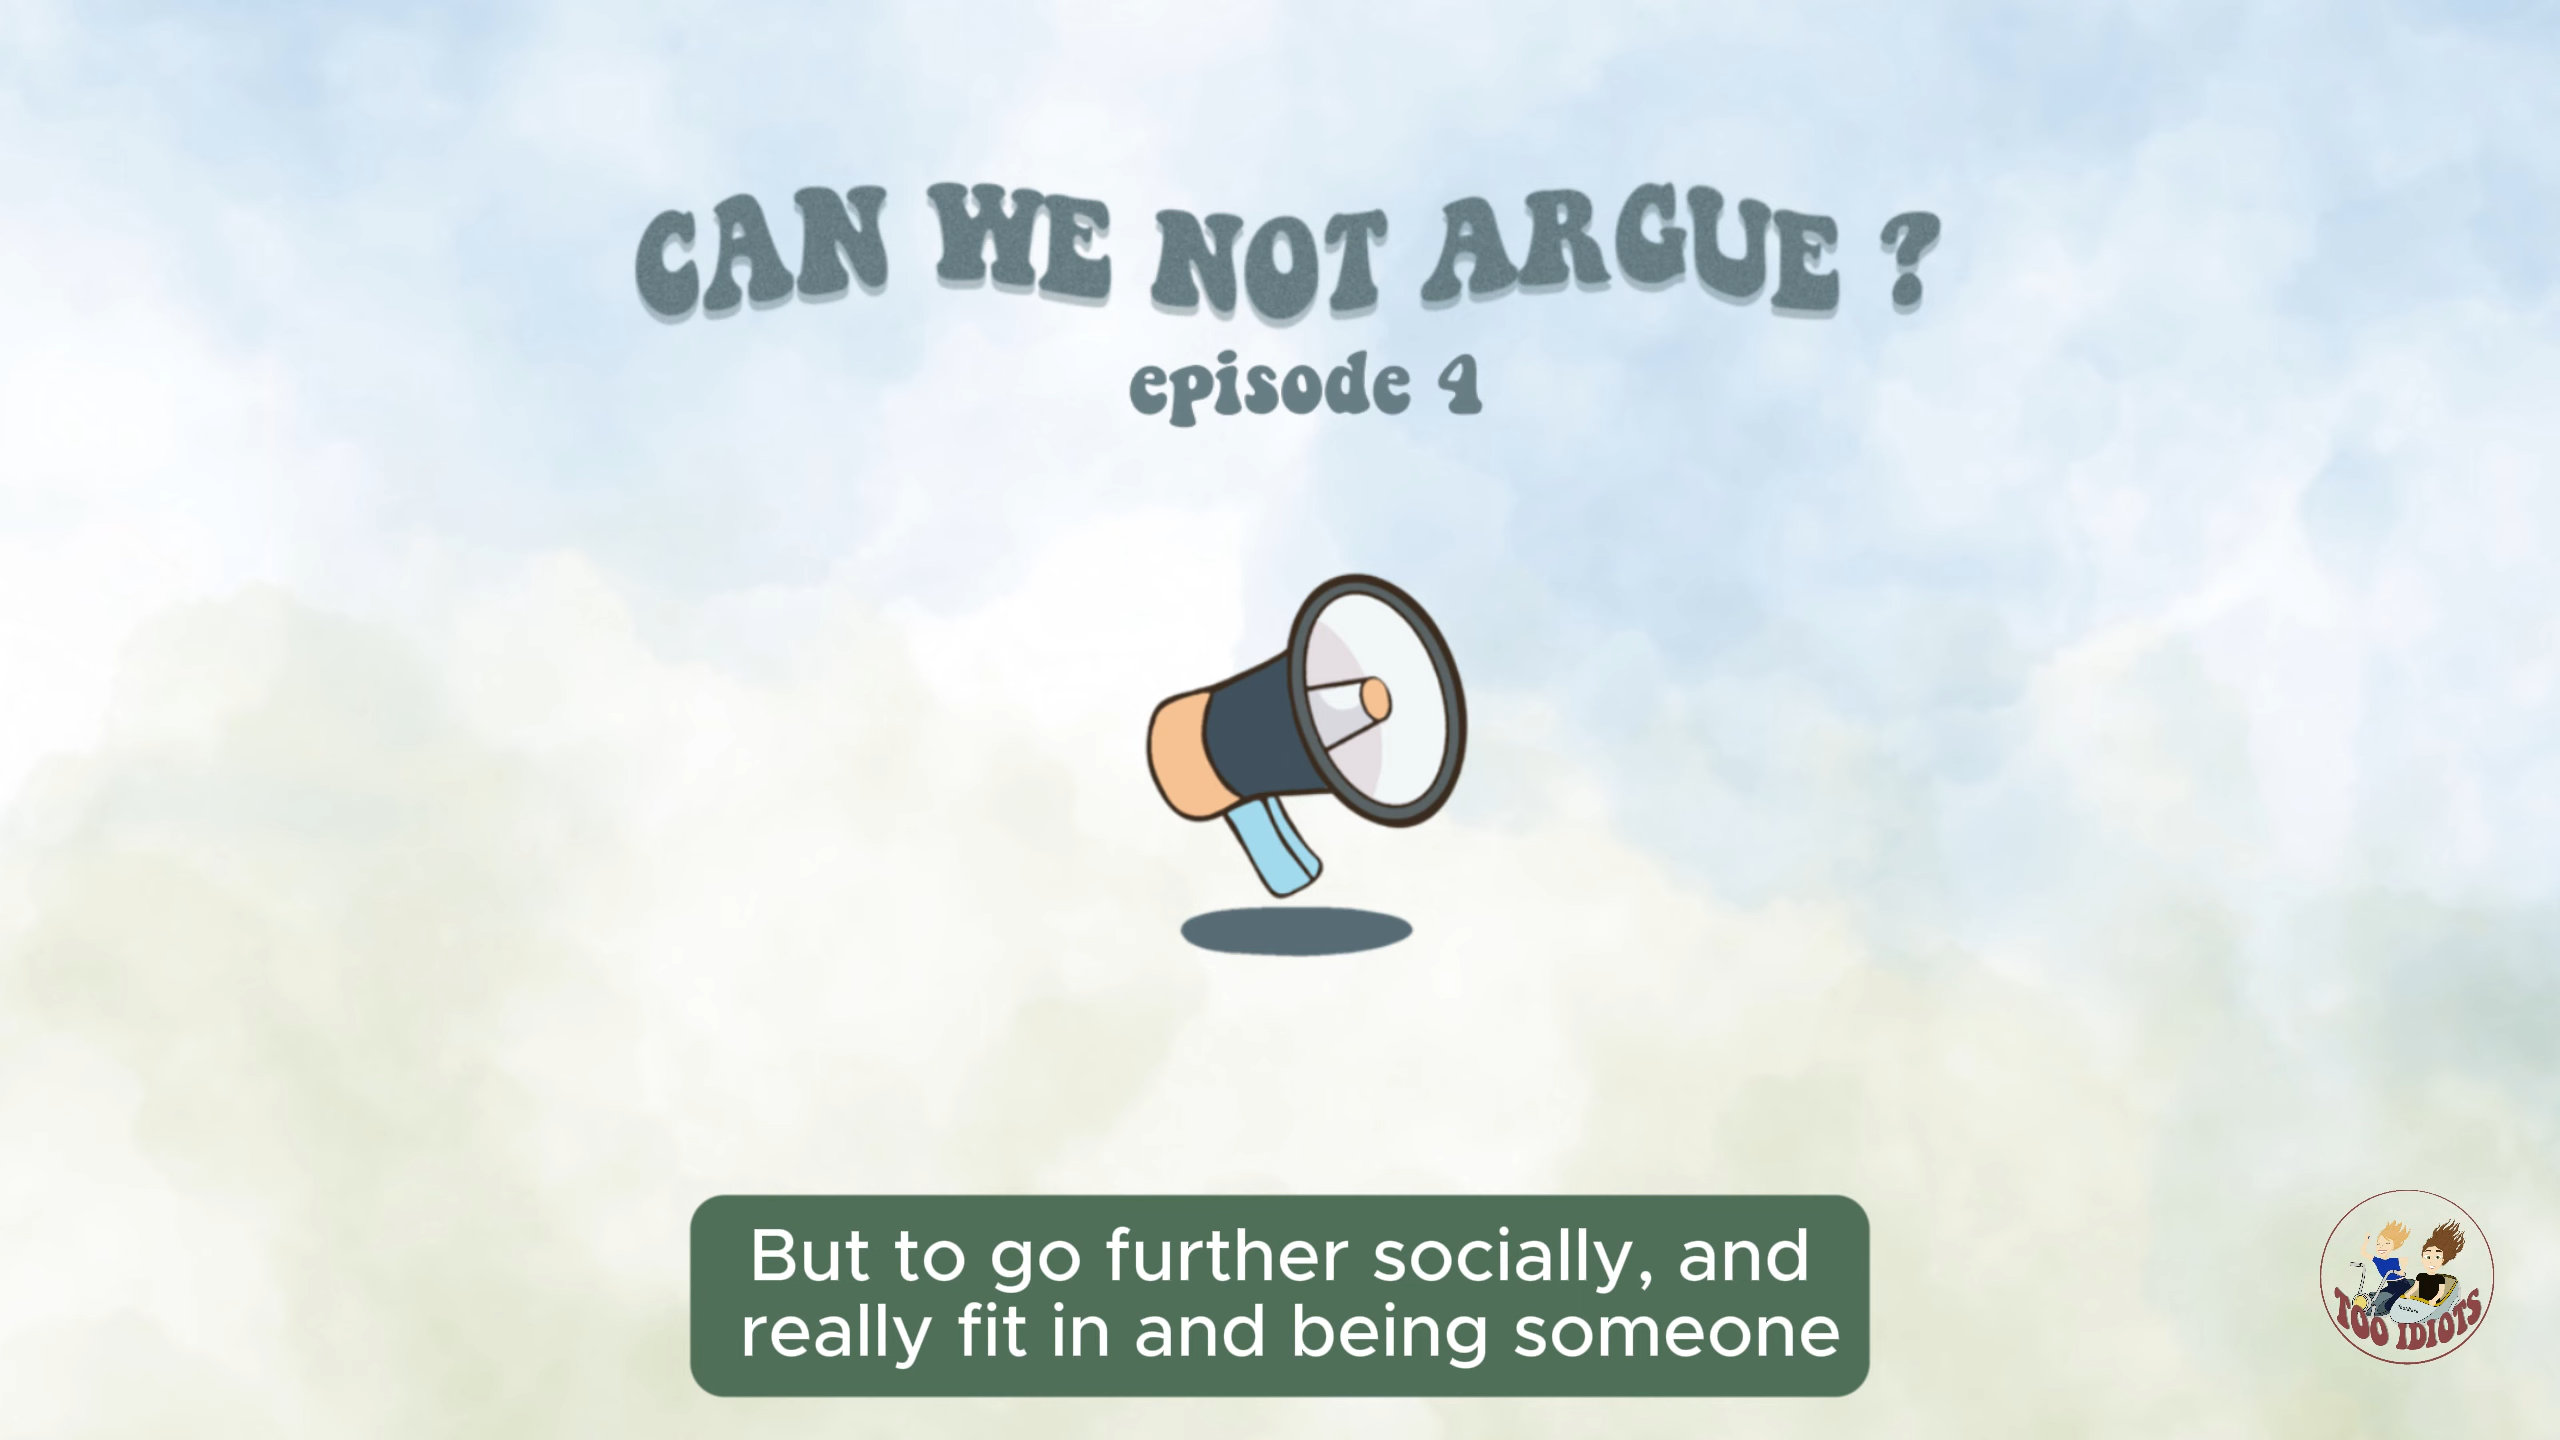 CAN WE NOT ARGUE ?
episode 4
But to go further socially, and
really fit in and being someone
TOO IDIOTS